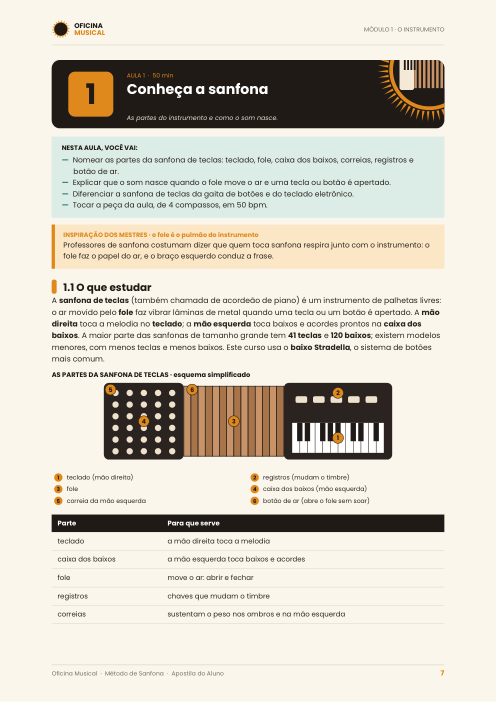 OFICINA
MUSICAL
MÓDULO 1 · O INSTRUMENTO
1
AULA 1 · 50 min
Conheça a sanfona
As partes do instrumento e como o som nasce.
NESTA AULA, VOCÊ VAI:
— Nomear as partes da sanfona de teclas: teclado, fole, caixa dos baixos, correias, registros e
botão de ar.
— Explicar que o som nasce quando o fole move o ar e uma tecla ou botão é apertado.
— Diferenciar a sanfona de teclas da gaita de botões e do teclado eletrônico.
— Tocar a peça da aula, de 4 compassos, em 50 bpm.
INSPIRAÇÃO DOS MESTRES · o fole é o pulmão do instrumento
Professores de sanfona costumam dizer que quem toca sanfona respira junto com o instrumento: o
fole faz o papel do ar, e o braço esquerdo conduz a frase.
1.1 O que estudar
A sanfona de teclas (também chamada de acordeão de piano) é um instrumento de palhetas livres:
o ar movido pelo fole faz vibrar lâminas de metal quando uma tecla ou um botão é apertado. A mão
direita toca a melodia no teclado; a mão esquerda toca baixos e acordes prontos na caixa dos
baixos. A maior parte das sanfonas de tamanho grande tem 41 teclas e 120 baixos; existem modelos
menores, com menos teclas e menos baixos. Este curso usa o baixo Stradella, o sistema de botões
mais comum.
AS PARTES DA SANFONA DE TECLAS · esquema simplificado
5 6 2
4 3 1
1 teclado (mão direita)
2 registros (mudam o timbre)
3 fole
4 caixa dos baixos (mão esquerda)
5 correia da mão esquerda
6 botão de ar (abre o fole sem soar)
Parte Para que serve
teclado a mão direita toca a melodia
caixa dos baixos a mão esquerda toca baixos e acordes
fole move o ar: abrir e fechar
registros chaves que mudam o timbre
correias sustentam o peso nos ombros e na mão esquerda
Oficina Musical · Método de Sanfona · Apostila do Aluno
7